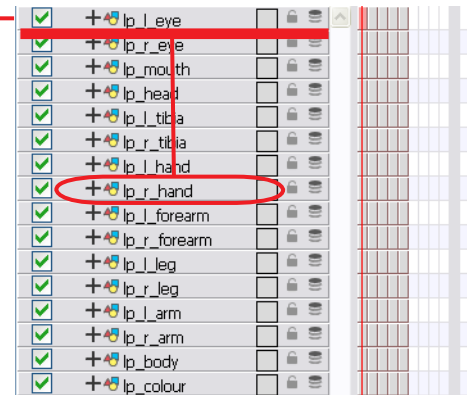 lp_l_eye
lp_r_eye
lp_mouth
lp_head
lp_l_tibia
lp_r_tibia
lp_l_hand
lp_r_hand
lp_l_forearm
lp_r_forearm
lp_l_leg
lp_r_leg
lp_l_arm
lp_r_arm
lp_body
lp_colour